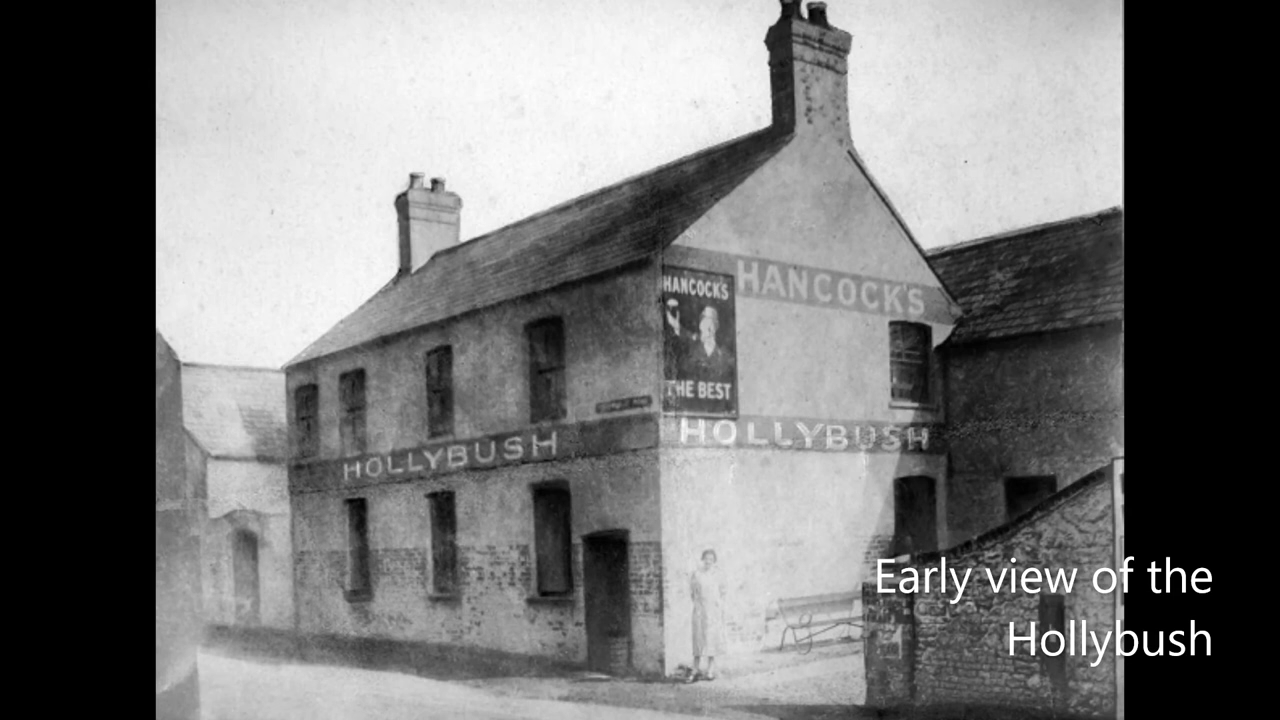 HANCOCK'S
HANCOCK'S
THE BEST
HOLLYBUSH
HOLLYBUSH
Early view of the
Hollybush